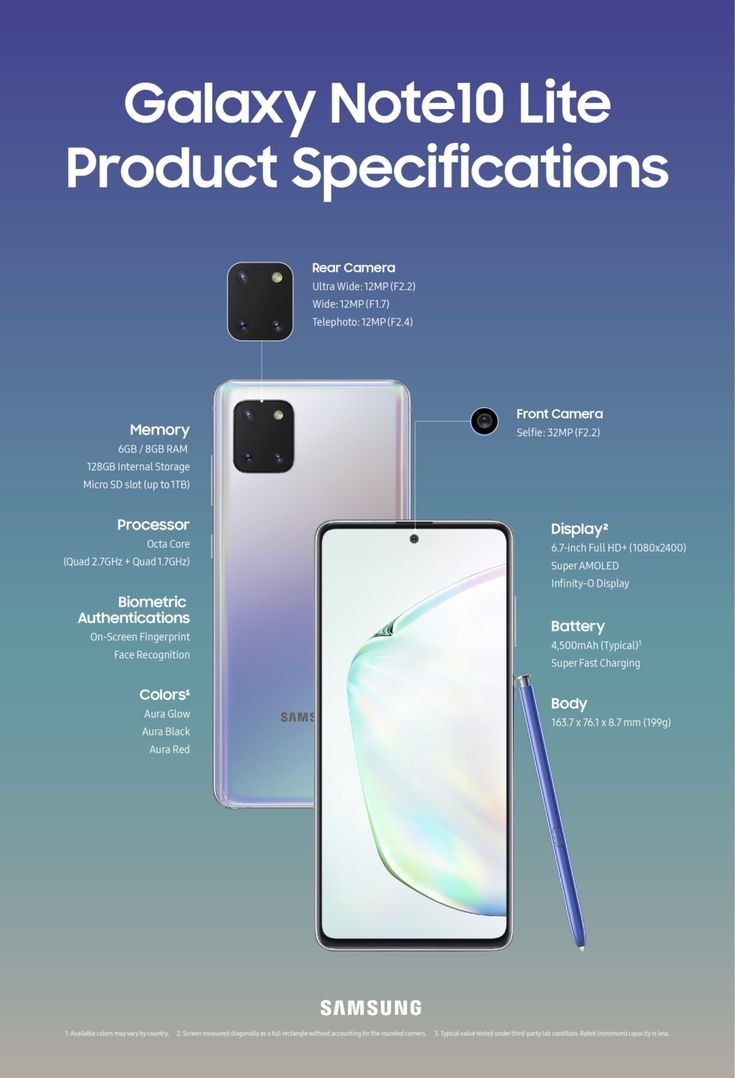 Galaxy Note10 Lite
Product Specifications
Rear Camera
Ultra Wide: 12MP (F2.2)
Wide: 12MP (F1.7)
Telephoto: 12MP (F2.4)
Front Camera
Selfie: 32MP (F2.2)
Memory
6GB / 8GB RAM
128GB Internal Storage
Micro SD slot (up to 1TB)
Processor
Octa Core
(Quad 2.7GHz + Quad 1.7GHz)
Biometric
Authentications
On-Screen Fingerprint
Face Recognition
Colors¹
Aura Glow
Aura Black
Aura Red
Display²
6.7-inch Full HD+ (1080x2400)
Super AMOLED
Infinity-O Display
Battery
4,500mAh (Typical)³
Super Fast Charging
Body
163.7 x 76.1 x 8.7 mm (199g)
SAMS
SAMSUNG
1. Available colors may vary by country. 2. Screen measured diagonally as a full rectangle without accounting for the rounded corners. 3. Typical value tested under third-party lab condition. Rated (minimum) capacity is less.